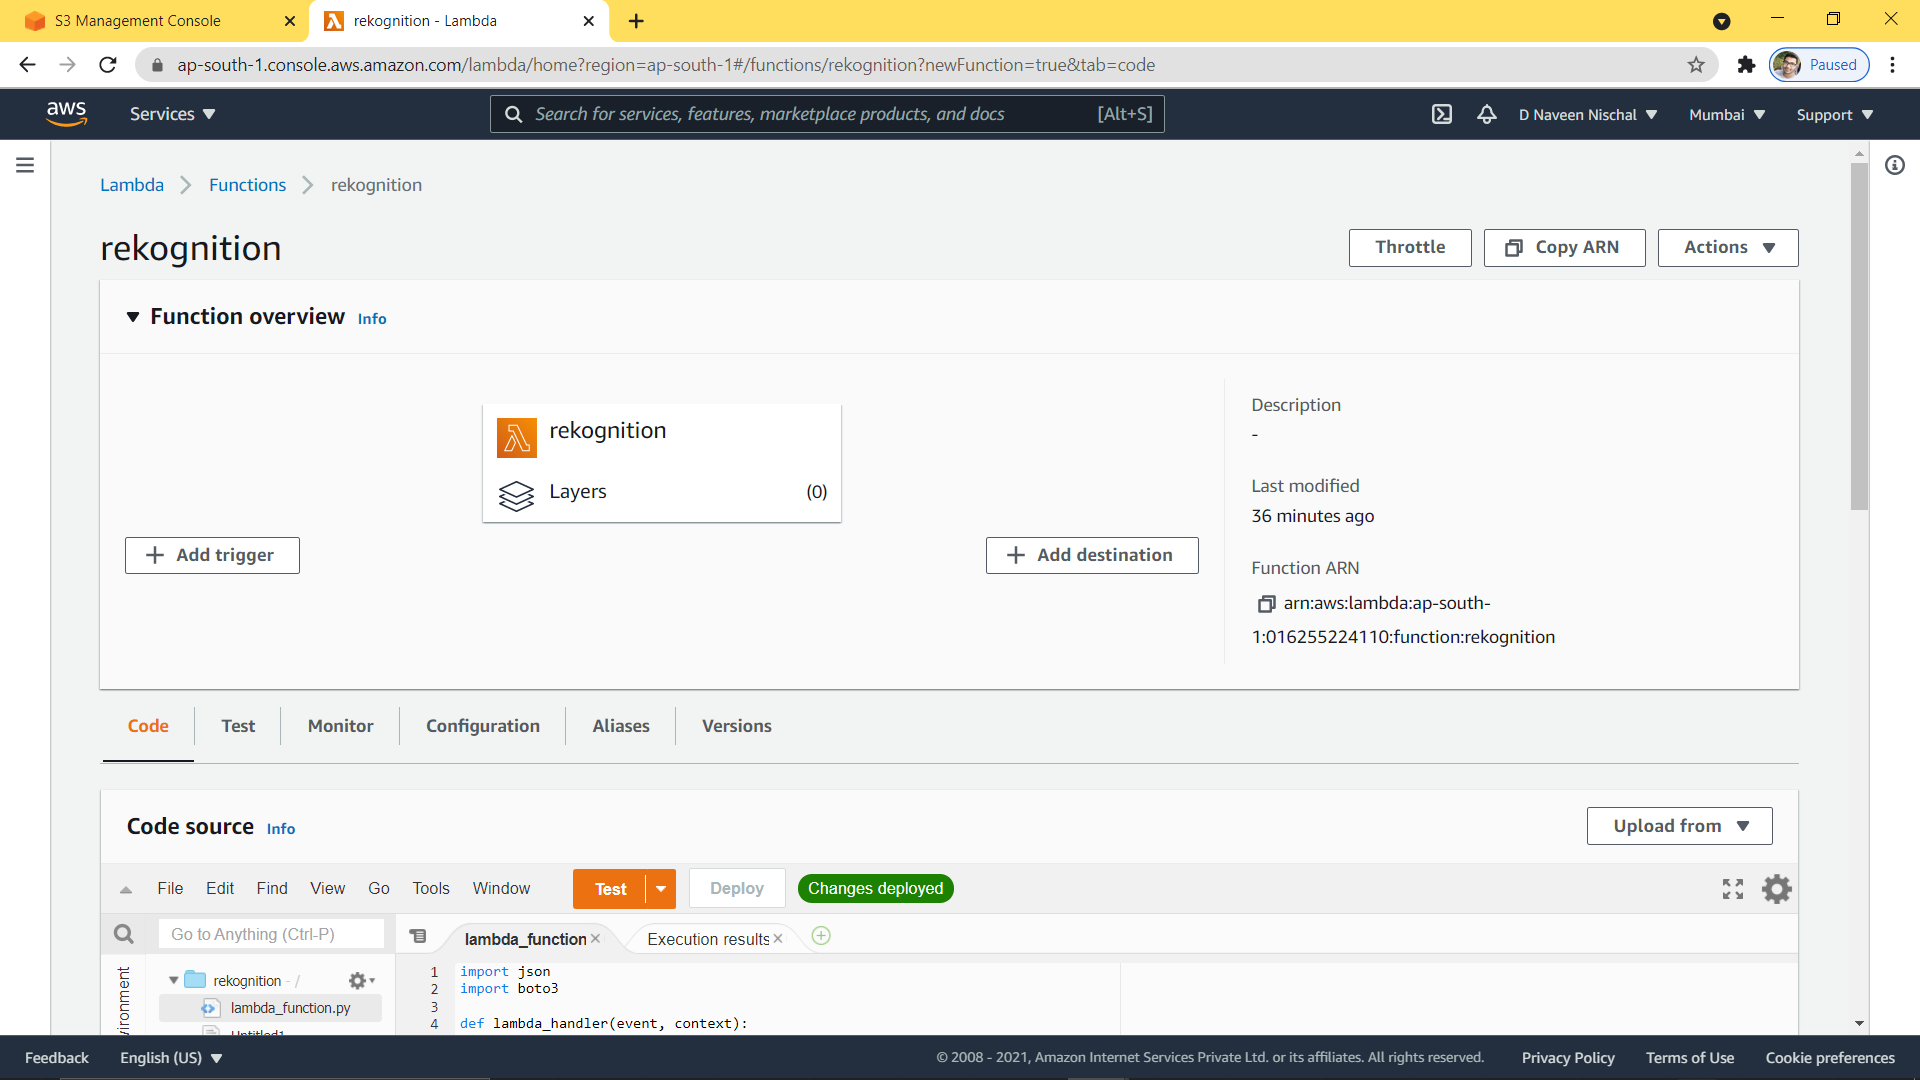 S3 Management Console
rekognition - Lambda
ap-south-1.console.aws.amazon.com/lambda/home?region=ap-south-1#/functions/rekognition?newFunction=true&tab=code
Paused
aws
Services
Search for services, features, marketplace products, and docs
[Alt+S]
D Naveen Nischal
Mumbai
Support
Lambda
Functions
rekognition
rekognition
Throttle
Copy ARN
Actions
Function overview
Info
rekognition
Layers
(0)
Add trigger
Add destination
Description
-
Last modified
36 minutes ago
Function ARN
arn:aws:lambda:ap-south-
1:016255224110:function:rekognition
Code
Test
Monitor
Configuration
Aliases
Versions
Code source
Info
Upload from
File
Edit
Find
View
Go
Tools
Window
Test
Deploy
Changes deployed
Go to Anything (Ctrl-P)
lambda_function
Execution results
rekognition - /
lambda_function.py
1 import json
2 import boto3
3
4 def lambda_handler(event, context):
Feedback
English (US)
© 2008 - 2021, Amazon Internet Services Private Ltd. or its affiliates. All rights reserved.
Privacy Policy
Terms of Use
Cookie preferences